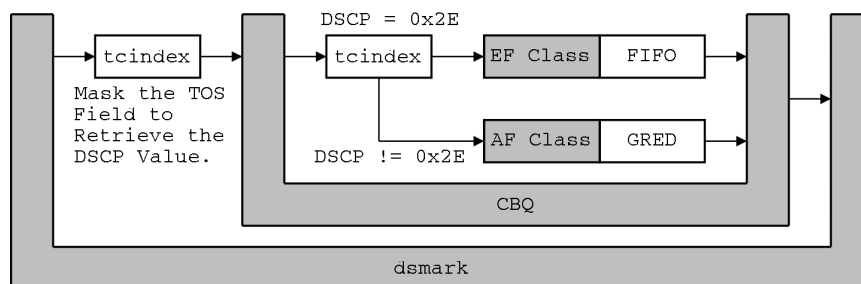 DSCP = 0x2E
tcindex
tcindex
EF Class
FIFO
Mask the TOS
Field to
Retrieve the
DSCP Value.
DSCP != 0x2E
AF Class
GRED
CBQ
dsmark